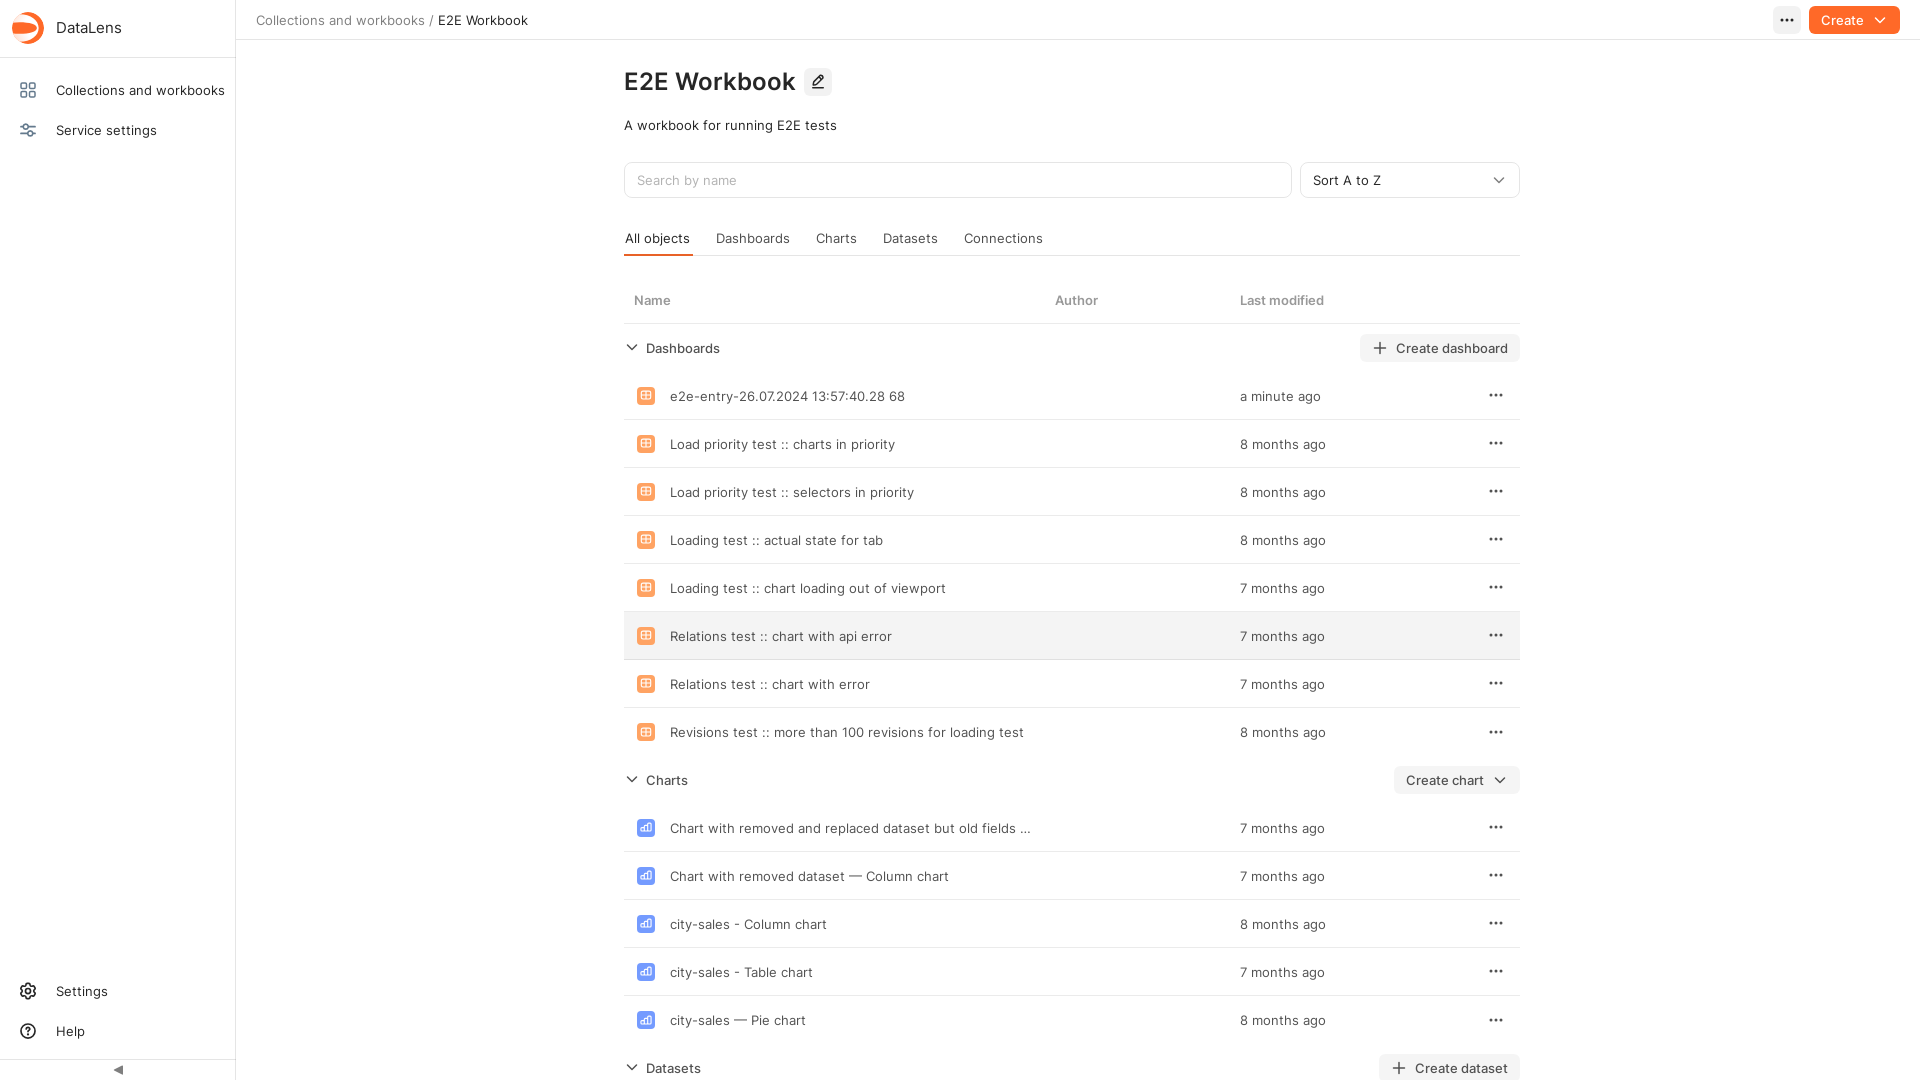 DataLens
Collections and workbooks / E2E Workbook
Create
Collections and workbooks
Service settings
E2E Workbook
A workbook for running E2E tests
Search by name
Sort A to Z
All objects Dashboards Charts Datasets Connections
Name Author Last modified
Dashboards Create dashboard
e2e-entry-26.07.2024 13:57:40.28 68 a minute ago
Load priority test :: charts in priority 8 months ago
Load priority test :: selectors in priority 8 months ago
Loading test :: actual state for tab 8 months ago
Loading test :: chart loading out of viewport 7 months ago
Relations test :: chart with api error 7 months ago
Relations test :: chart with error 7 months ago
Revisions test :: more than 100 revisions for loading test 8 months ago
Charts Create chart
Chart with removed and replaced dataset but old fields ... 7 months ago
Chart with removed dataset — Column chart 7 months ago
city-sales - Column chart 8 months ago
city-sales - Table chart 7 months ago
city-sales — Pie chart 8 months ago
Datasets Create dataset
Settings
Help